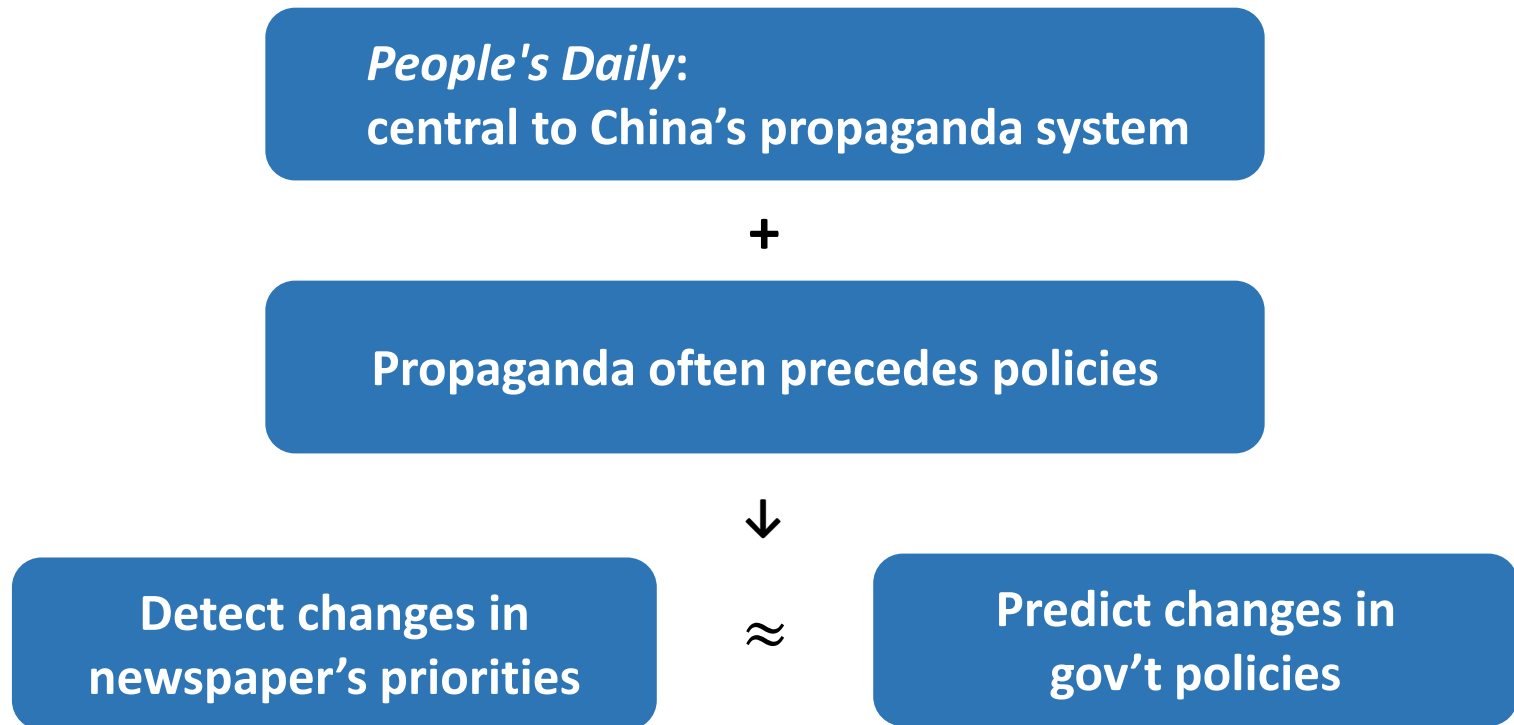 People's Daily:
central to China’s propaganda system
+
Propaganda often precedes policies
↓
Detect changes in
newspaper’s priorities
≈
Predict changes in
gov’t policies